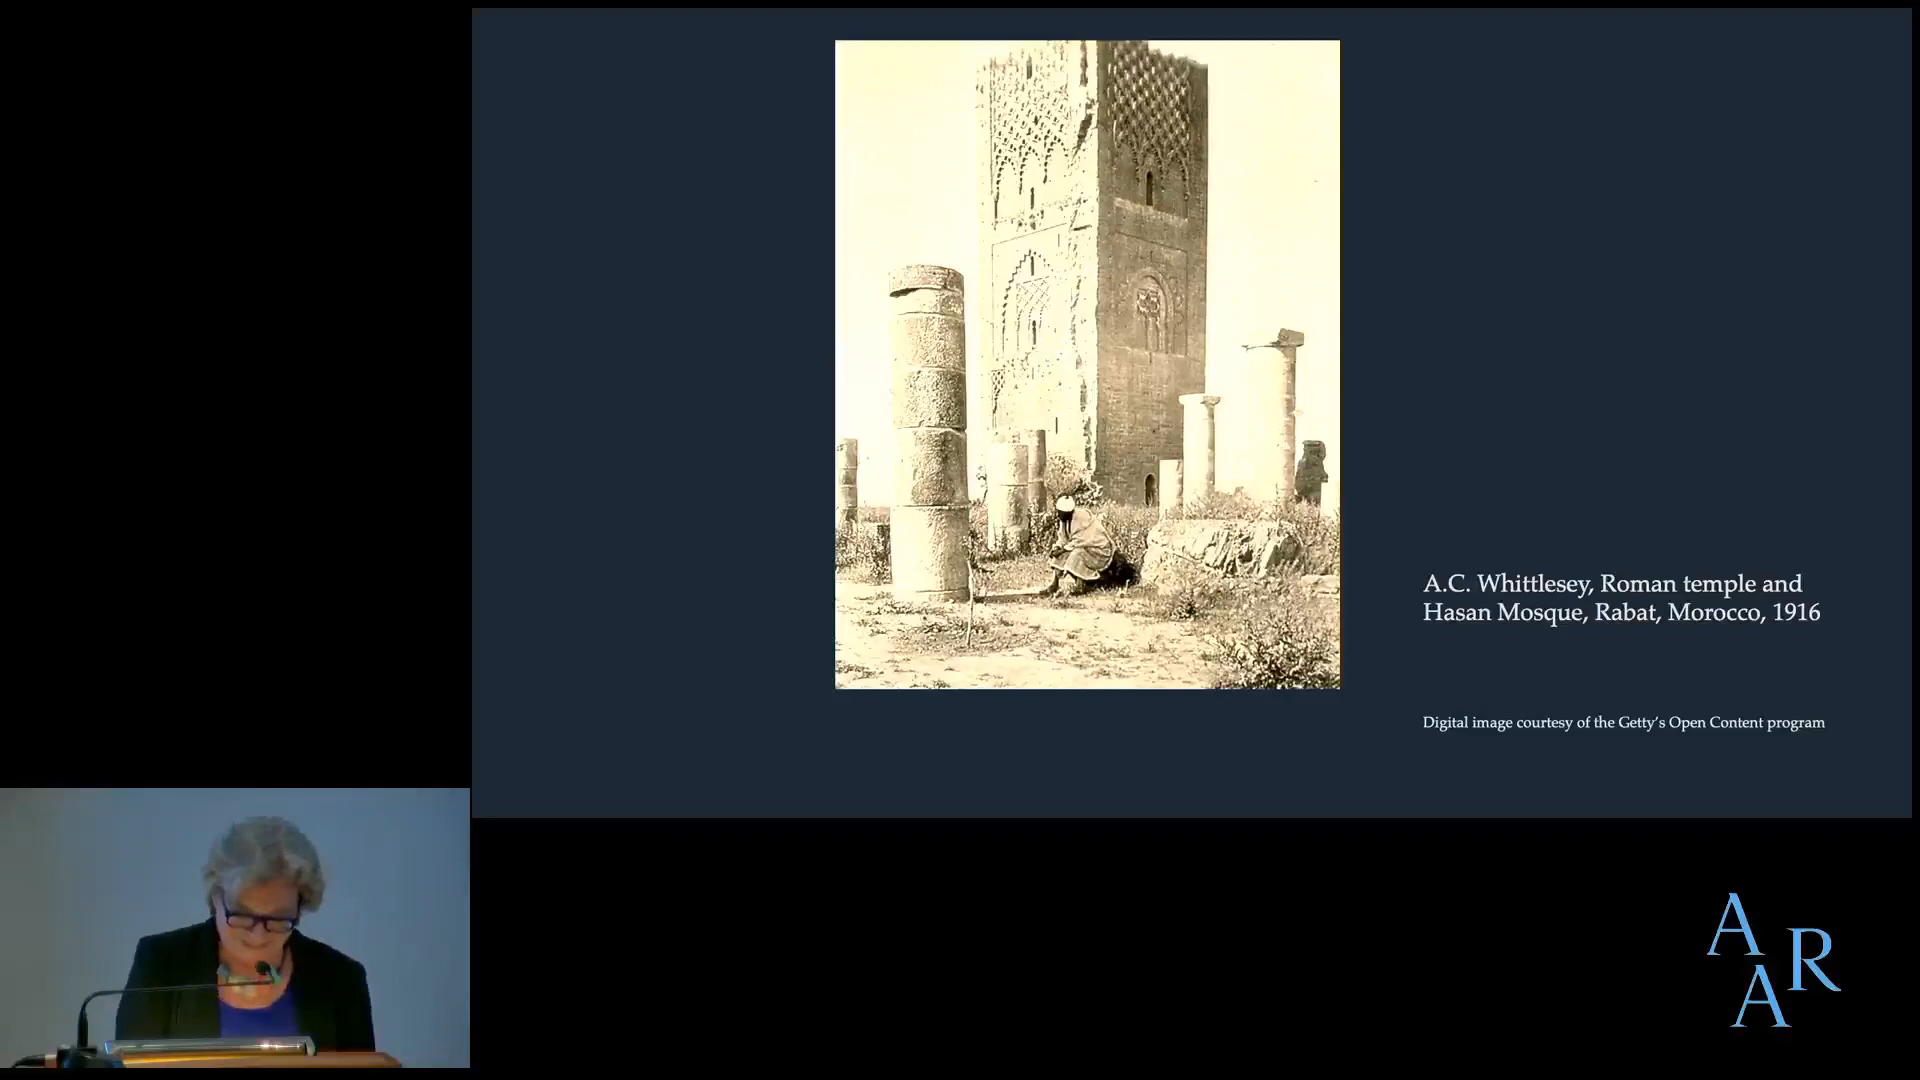 A.C. Whittlesey, Roman temple and
Hasan Mosque, Rabat, Morocco, 1916
Digital image courtesy of the Getty's Open Content program
A
R
A